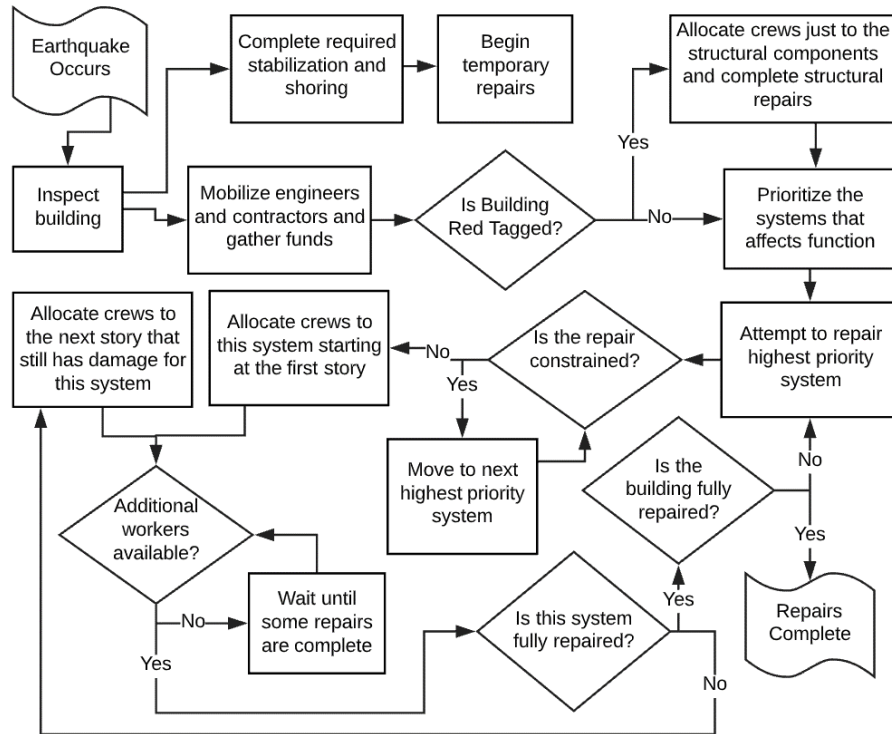 Earthquake
Occurs
Complete required
stabilization and
shoring
Begin
temporary
repairs
Allocate crews just to the
structural components
and complete structural
repairs
Yes
Inspect
building
Mobilize engineers
and contractors and
gather funds
Is Building
Red Tagged?
No
Prioritize the
systems that
affects function
Allocate crews to
the next story that
still has damage for
this system
Allocate crews to
this system starting
at the first story
No
Yes
Is the repair
constrained?
Attempt to repair
highest priority
system
Move to next
highest priority
system
Is the
building fully
repaired?
No
Yes
Additional
workers
available?
No
Yes
Wait until
some repairs
are complete
Is this system
fully repaired?
Yes
No
Repairs
Complete